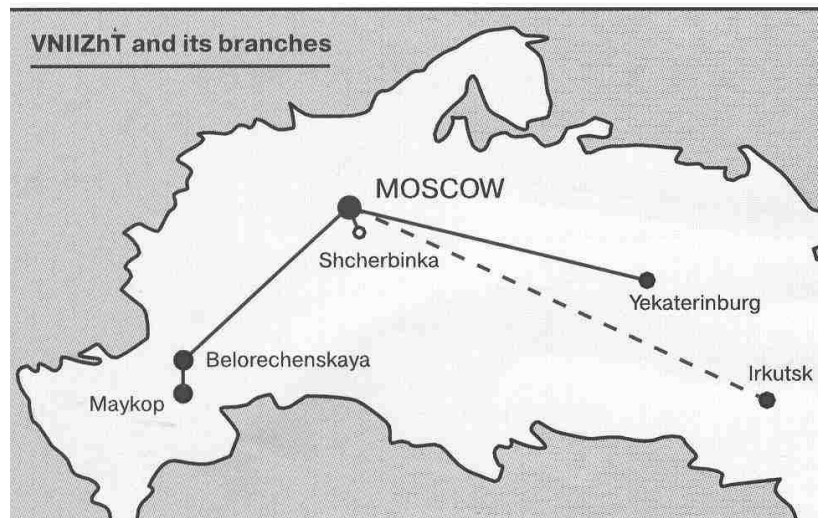 VNIIZhT and its branches
MOSCOW
Shcherbinka
Yekaterinburg
Belorechenskaya
Irkutsk
Maykop